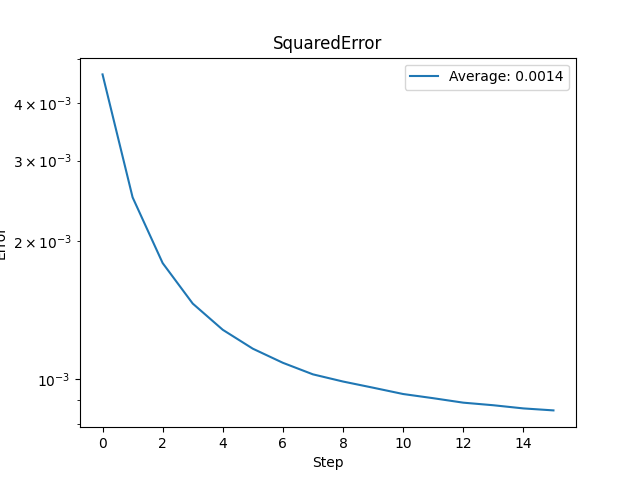 SquaredError
Average: 0.0014
4 × 10⁻³
3 × 10⁻³
2 × 10⁻³
10⁻³
Error
0 2 4 6 8 10 12 14
Step